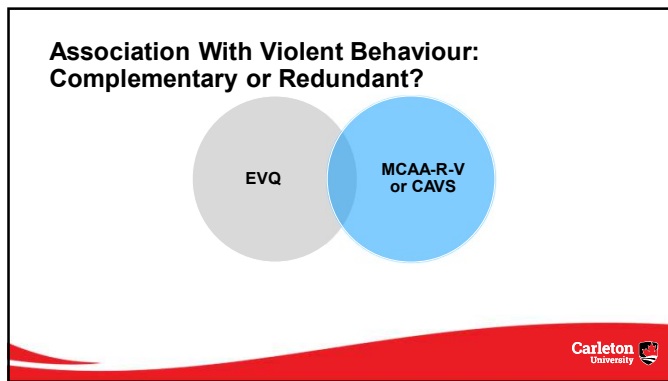 Association With Violent Behaviour:
Complementary or Redundant?
EVQ
MCAA-R-V
or CAVS
Carleton
University